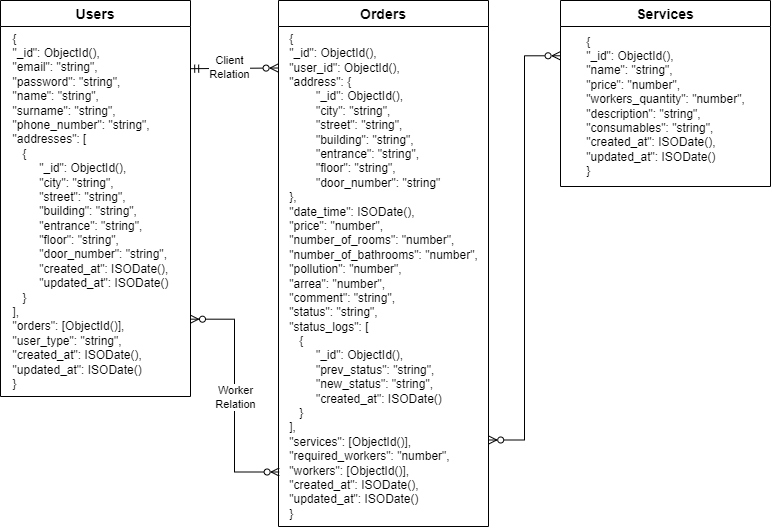 Users
{
"_id": ObjectId(),
"email": "string",
"password": "string",
"name": "string",
"surname": "string",
"phone_number": "string",
"addresses": [
{
"_id": ObjectId(),
"city": "string",
"street": "string",
"building": "string",
"entrance": "string",
"floor": "string",
"door_number": "string",
"created_at": ISODate(),
"updated_at": ISODate()
}
],
"orders": [ObjectId()],
"user_type": "string",
"created_at": ISODate(),
"updated_at": ISODate()
}
Client
Relation
Worker
Relation
Orders
{
"_id": ObjectId(),
"user_id": ObjectId(),
"address": {
"_id": ObjectId(),
"city": "string",
"street": "string",
"building": "string",
"entrance": "string",
"floor": "string",
"door_number": "string"
},
"date_time": ISODate(),
"price": "number",
"number_of_rooms": "number",
"number_of_bathrooms": "number",
"pollution": "number",
"arrea": "number",
"comment": "string",
"status": "string",
"status_logs": [
{
"_id": ObjectId(),
"prev_status": "string",
"new_status": "string",
"created_at": ISODate()
}
],
"services": [ObjectId()],
"required_workers": "number",
"workers": [ObjectId()],
"created_at": ISODate(),
"updated_at": ISODate()
}
Services
{
"_id": ObjectId(),
"name": "string",
"price": "number",
"workers_quantity": "number",
"description": "string",
"consumables": "string",
"created_at": ISODate(),
"updated_at": ISODate()
}